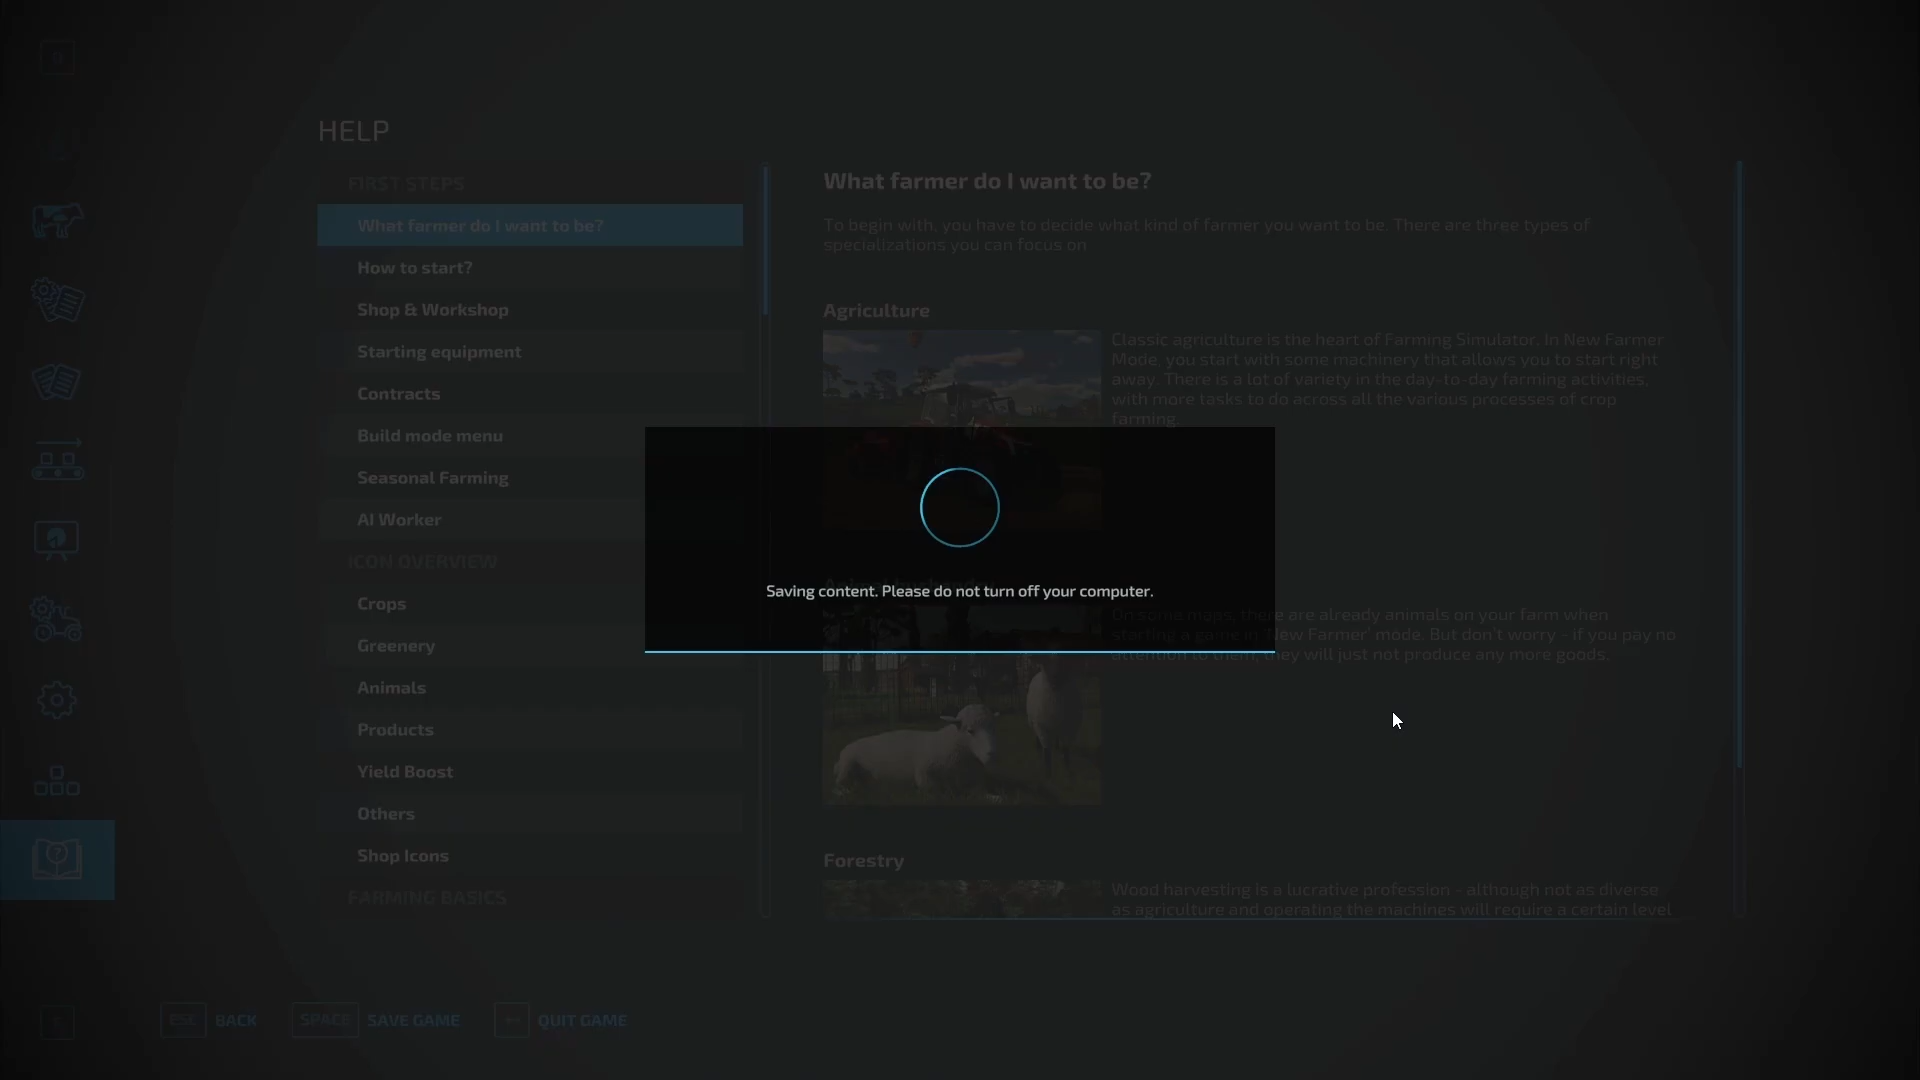 HELP
FIRST STEPS
What farmer do I want to be?
How to start?
Shop & Workshop
Starting equipment
Contracts
Build mode menu
Seasonal Farming
AI Worker
ICON OVERVIEW
Crops
Greenery
Animals
Products
Yield Boost
Others
Shop Icons
FARMING BASICS
What farmer do I want to be?
To begin with, you have to decide what kind of farmer you want to be. There are three types of
specializations you can focus on
Agriculture
Classic agriculture is the heart of Farming Simulator. In New Farmer
Mode, you start with some machinery that allows you to start right
away. There is a lot of variety in the day-to-day farming activities,
with more tasks to do across all the various processes of crop
farming.
Saving content. Please do not turn off your computer.
On some maps, there are already animals on your farm when
starting a game in 'New Farmer' mode. But don't worry - if you pay no
attention to them, they will just not produce any more goods.
Forestry
Wood harvesting is a lucrative profession - although not as diverse
as agriculture and operating the machines will require a certain level
ESC BACK SPACE SAVE GAME QUIT GAME